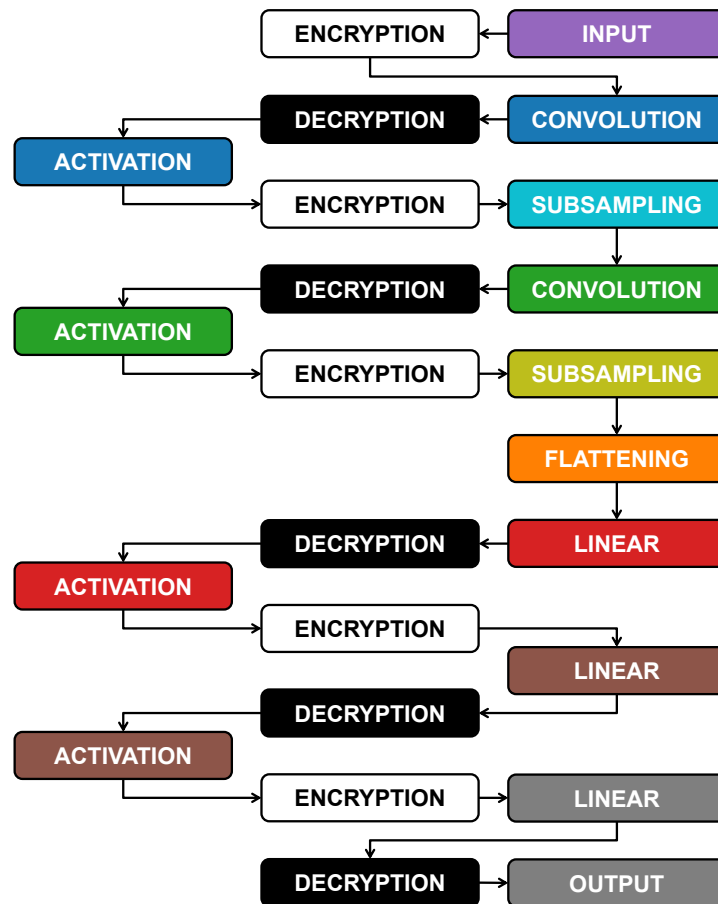 ENCRYPTION INPUT
DECRYPTION CONVOLUTION
ACTIVATION
ENCRYPTION SUBSAMPLING
DECRYPTION CONVOLUTION
ACTIVATION
ENCRYPTION SUBSAMPLING
FLATTENING
DECRYPTION LINEAR
ACTIVATION
ENCRYPTION
LINEAR
DECRYPTION
ACTIVATION
ENCRYPTION LINEAR
DECRYPTION OUTPUT